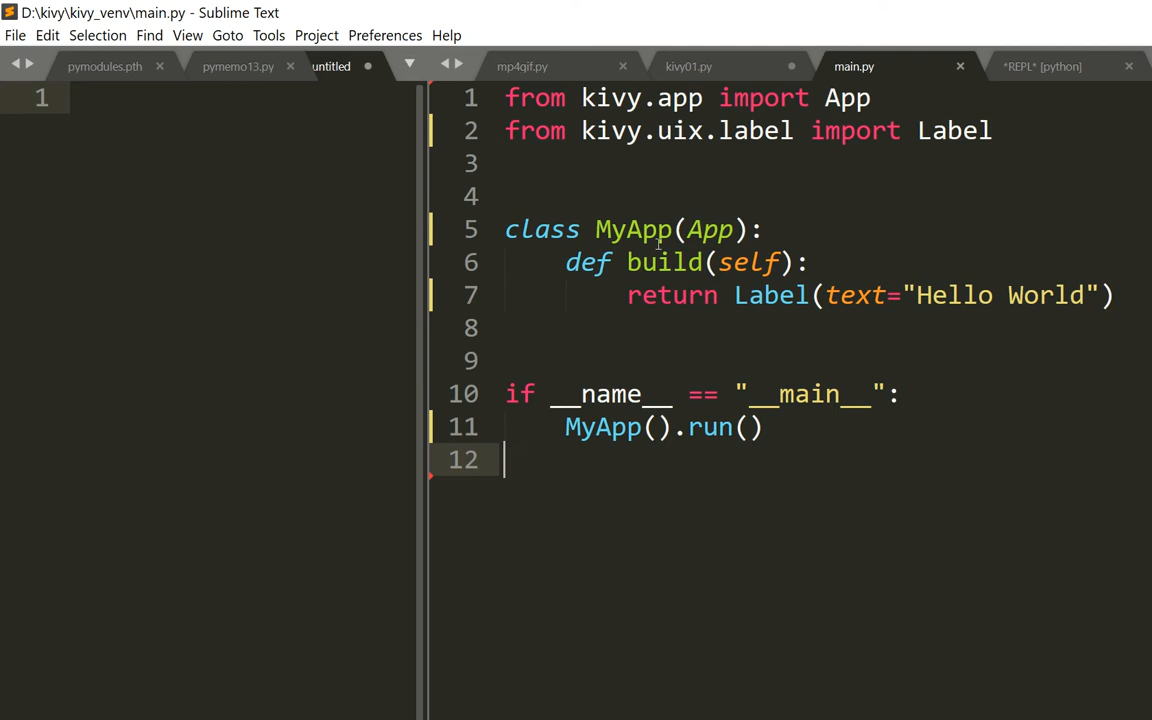 D:\kivy\kivy_venv\main.py - Sublime Text
File Edit Selection Find View Goto Tools Project Preferences Help
pymodules.pth pymemo13.py untitled mp4gif.py kivy01.py main.py *REPL* [python]
1
1 from kivy.app import App
2 from kivy.uix.label import Label
3
4
5 class MyApp(App):
6 def build(self):
7 return Label(text="Hello World")
8
9
10 if __name__ == "__main__":
11 MyApp().run()
12